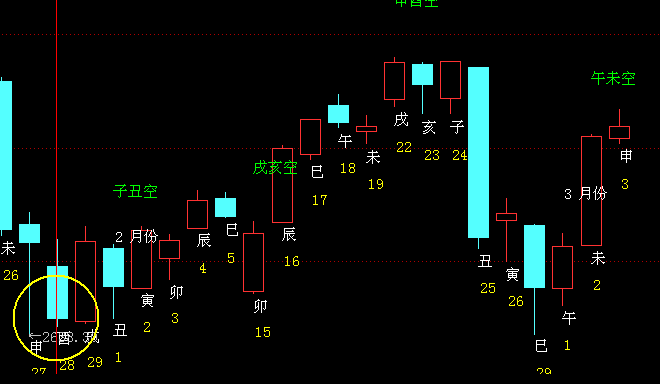 申酉空
午未空
戌亥空
子丑空
3 月份
2 月份
未
26
申
27
酉
28
戌
29
丑
1
寅
2
卯
3
辰
4
巳
5
卯
15
辰
16
巳
17
午
18
未
19
戌
22
亥
23
子
24
丑
25
寅
26
巳
29
午
1
未
2
申
3